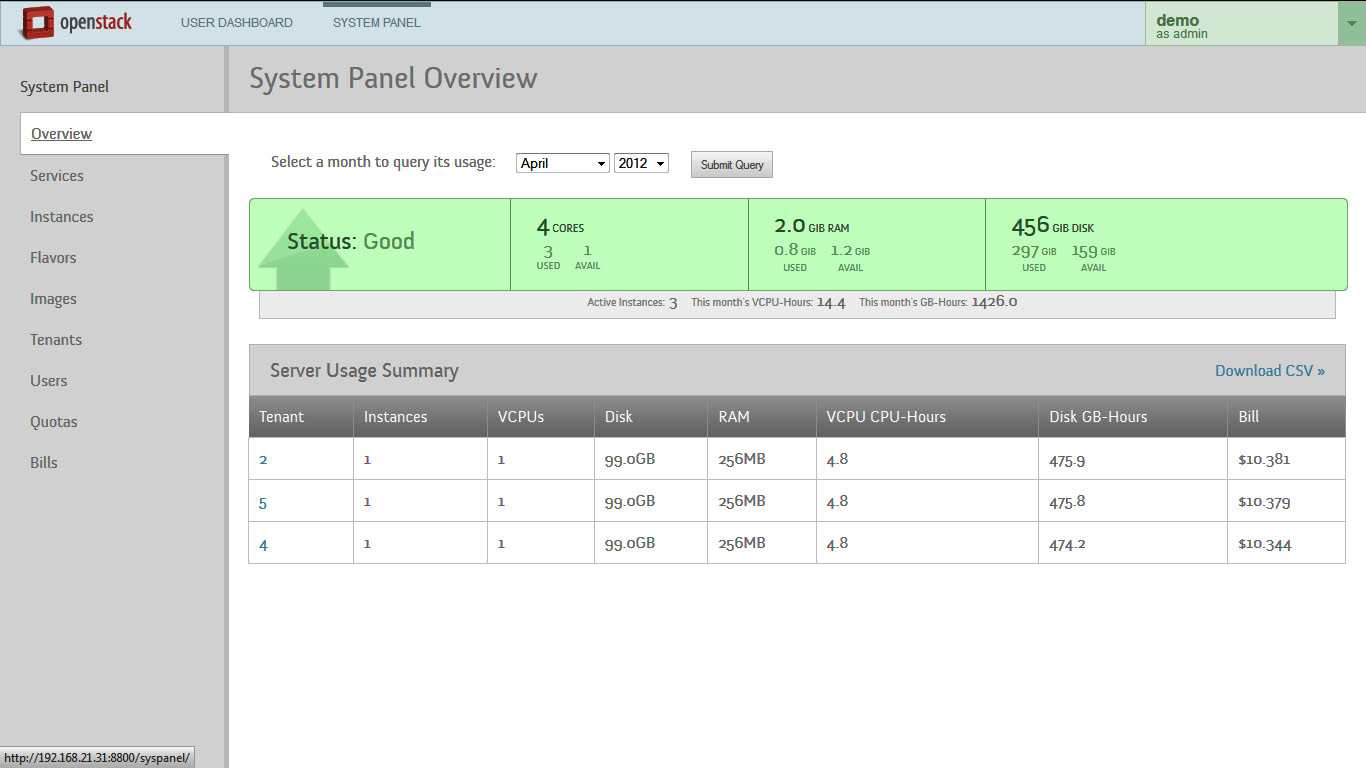 openstack USER DASHBOARD SYSTEM PANEL demo
as admin
System Panel
System Panel Overview
Overview
Services
Instances
Flavors
Images
Tenants
Users
Quotas
Bills
Select a month to query its usage: April 2012 Submit Query
Status: Good
4 CORES
3 1
USED AVAIL
2.0 GIB RAM
0.8 GIB 1.2 GIB
USED AVAIL
456 GIB DISK
297 GIB 159 GIB
USED AVAIL
Active Instances: 3 This month's VCPU-Hours: 14.4 This month's GB-Hours: 1426.0
Server Usage Summary Download CSV »
Tenant Instances VCPUs Disk RAM VCPU CPU-Hours Disk GB-Hours Bill
2 1 1 99.0GB 256MB 4.8 475.9 $10.381
5 1 1 99.0GB 256MB 4.8 475.8 $10.379
4 1 1 99.0GB 256MB 4.8 474.2 $10.344
http://192.168.21.31:8800/syspanel/